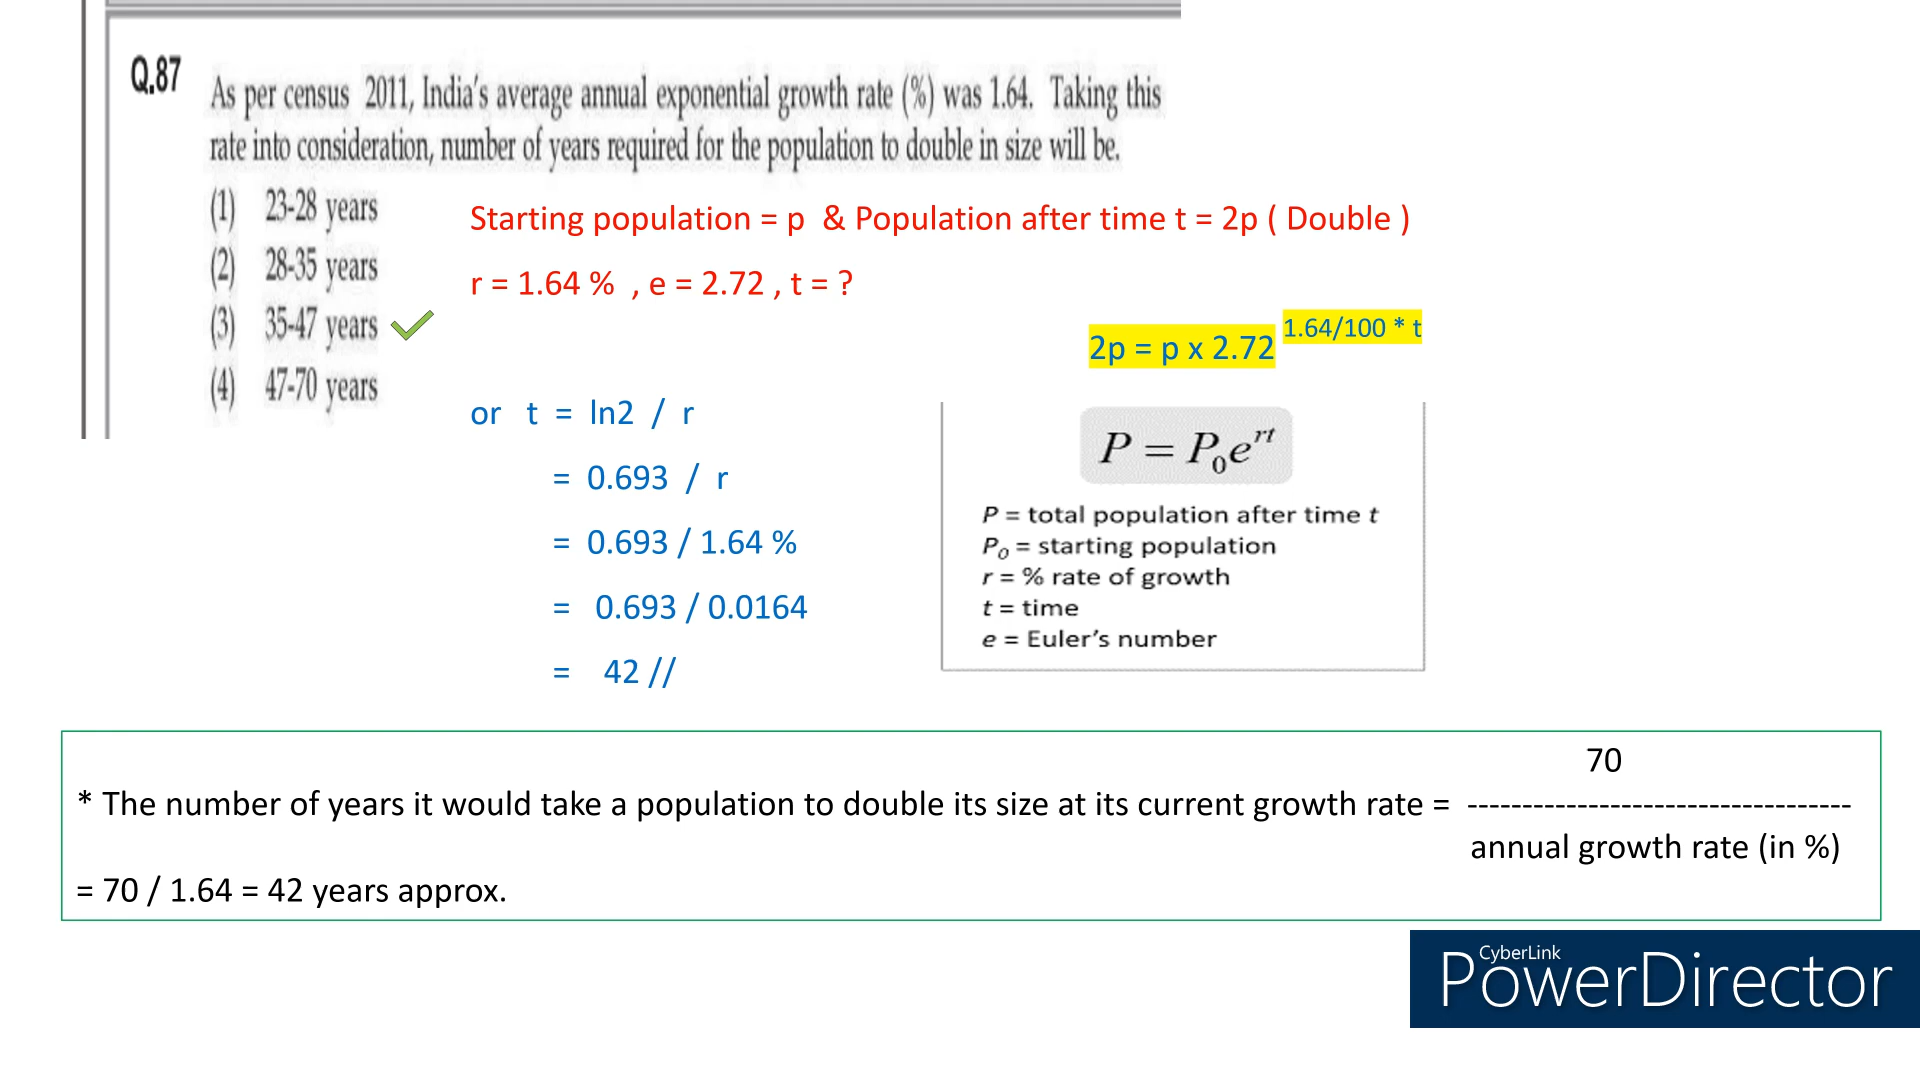 Q.87
As per census 2011, India's average annual exponential growth rate (%) was 1.64. Taking this
rate into consideration, number of years required for the population to double in size will be.
(1) 23-28 years
(2) 28-35 years
(3) 35-47 years
(4) 47-70 years
Starting population = p & Population after time t = 2p ( Double )
r = 1.64 % , e = 2.72 , t = ?
2p = p x 2.72 1.64/100 * t
or t = ln2 / r
= 0.693 / r
= 0.693 / 1.64 %
= 0.693 / 0.0164
= 42 //
P = P₀e^rt
P = total population after time t
P₀ = starting population
r = % rate of growth
t = time
e = Euler's number
70
* The number of years it would take a population to double its size at its current growth rate = -----------------------------------
annual growth rate (in %)
= 70 / 1.64 = 42 years approx.
CyberLink
PowerDirector